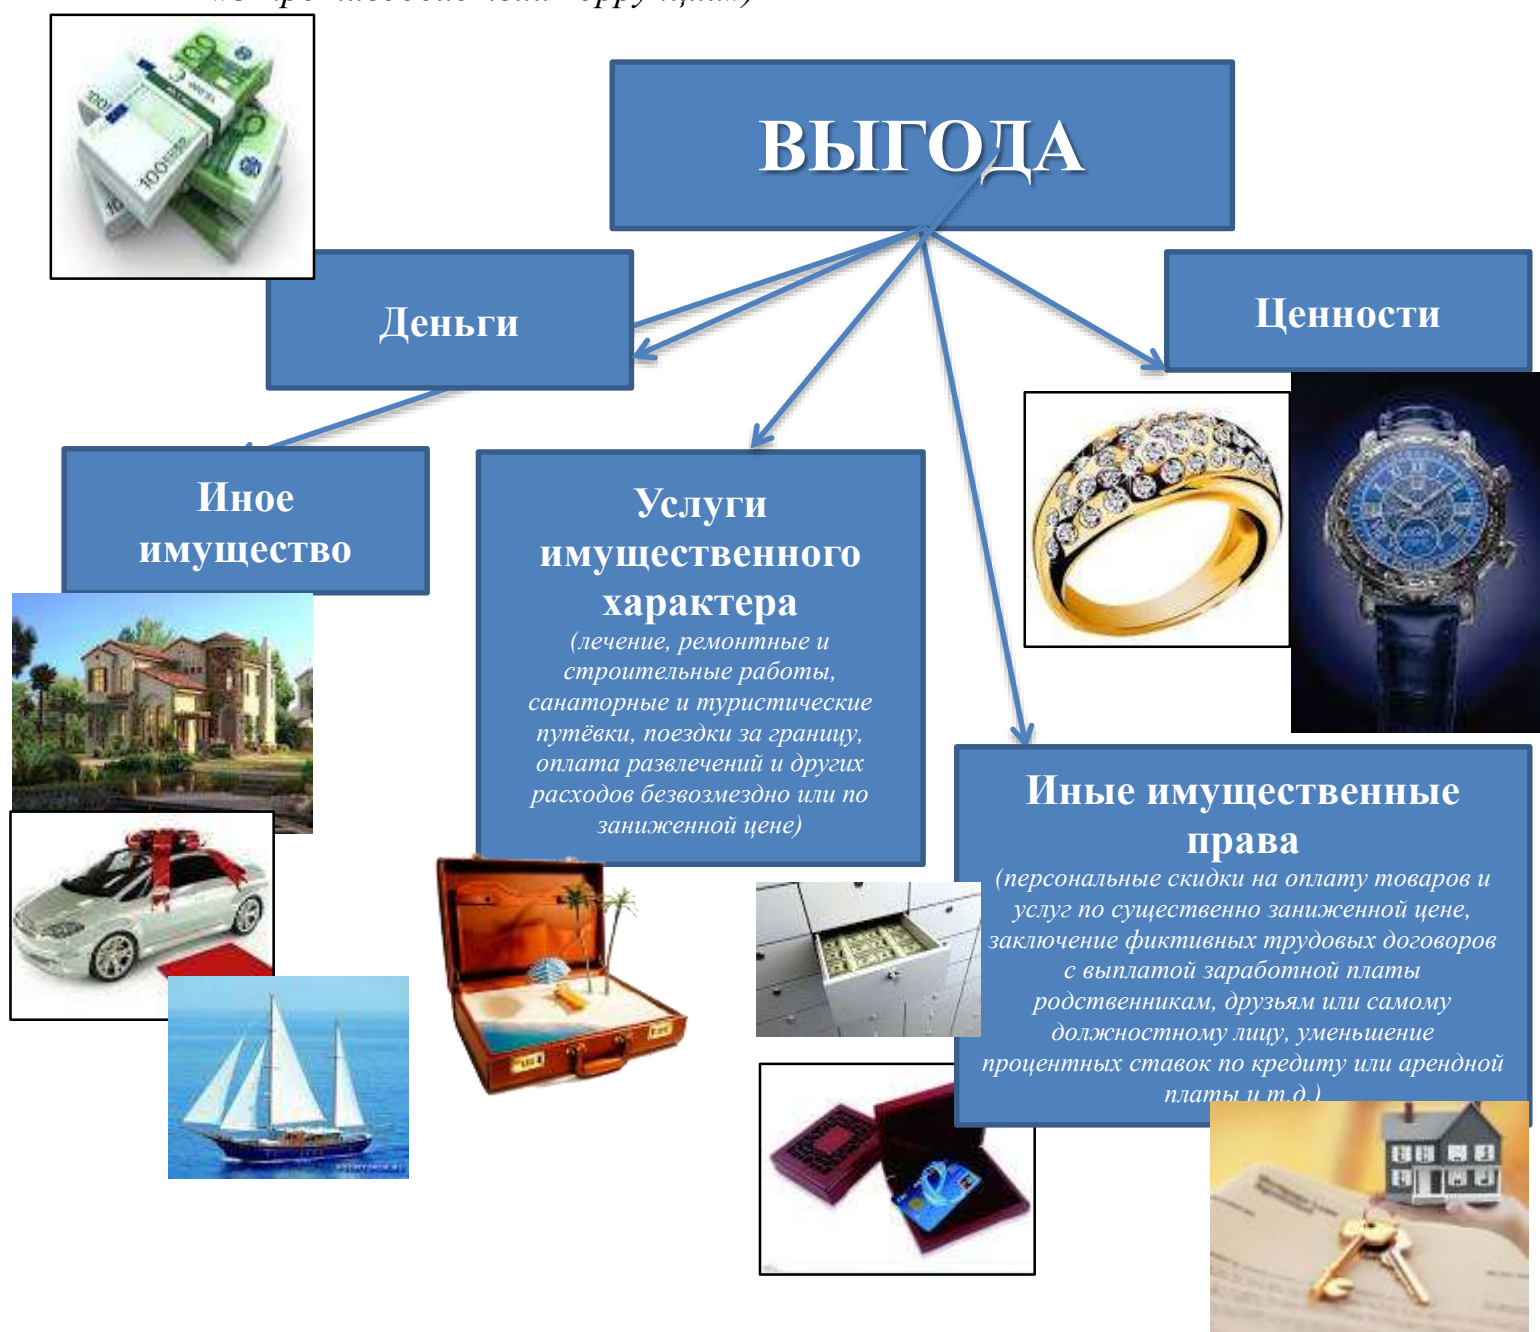 ВЫГОДА
Деньги
Ценности
Иное
имущество
Услуги
имущественного
характера
(лечение, ремонтные и
строительные работы,
санаторные и туристические
путёвки, поездки за границу,
оплата развлечений и других
расходов безвозмездно или по
заниженной цене)
Иные имущественные
права
(персональные скидки на оплату товаров и
услуг по существенно заниженной цене,
заключение фиктивных трудовых договоров
с выплатой заработной платы
родственникам, друзьям или самому
должностному лицу, уменьшение
процентных ставок по кредиту или арендной
платы и т.д.)